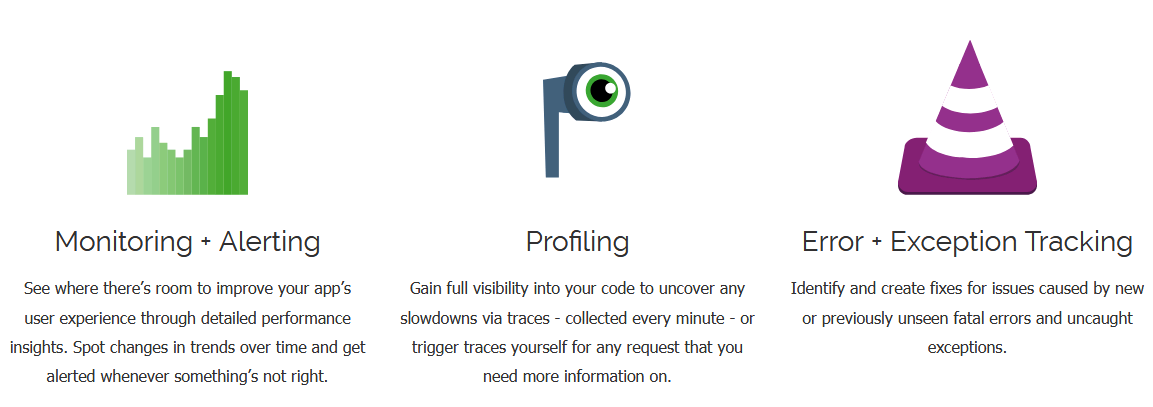 Monitoring + Alerting
See where there’s room to improve your app’s
user experience through detailed performance
insights. Spot changes in trends over time and get
alerted whenever something’s not right.
Profiling
Gain full visibility into your code to uncover any
slowdowns via traces - collected every minute - or
trigger traces yourself for any request that you
need more information on.
Error + Exception Tracking
Identify and create fixes for issues caused by new
or previously unseen fatal errors and uncaught
exceptions.